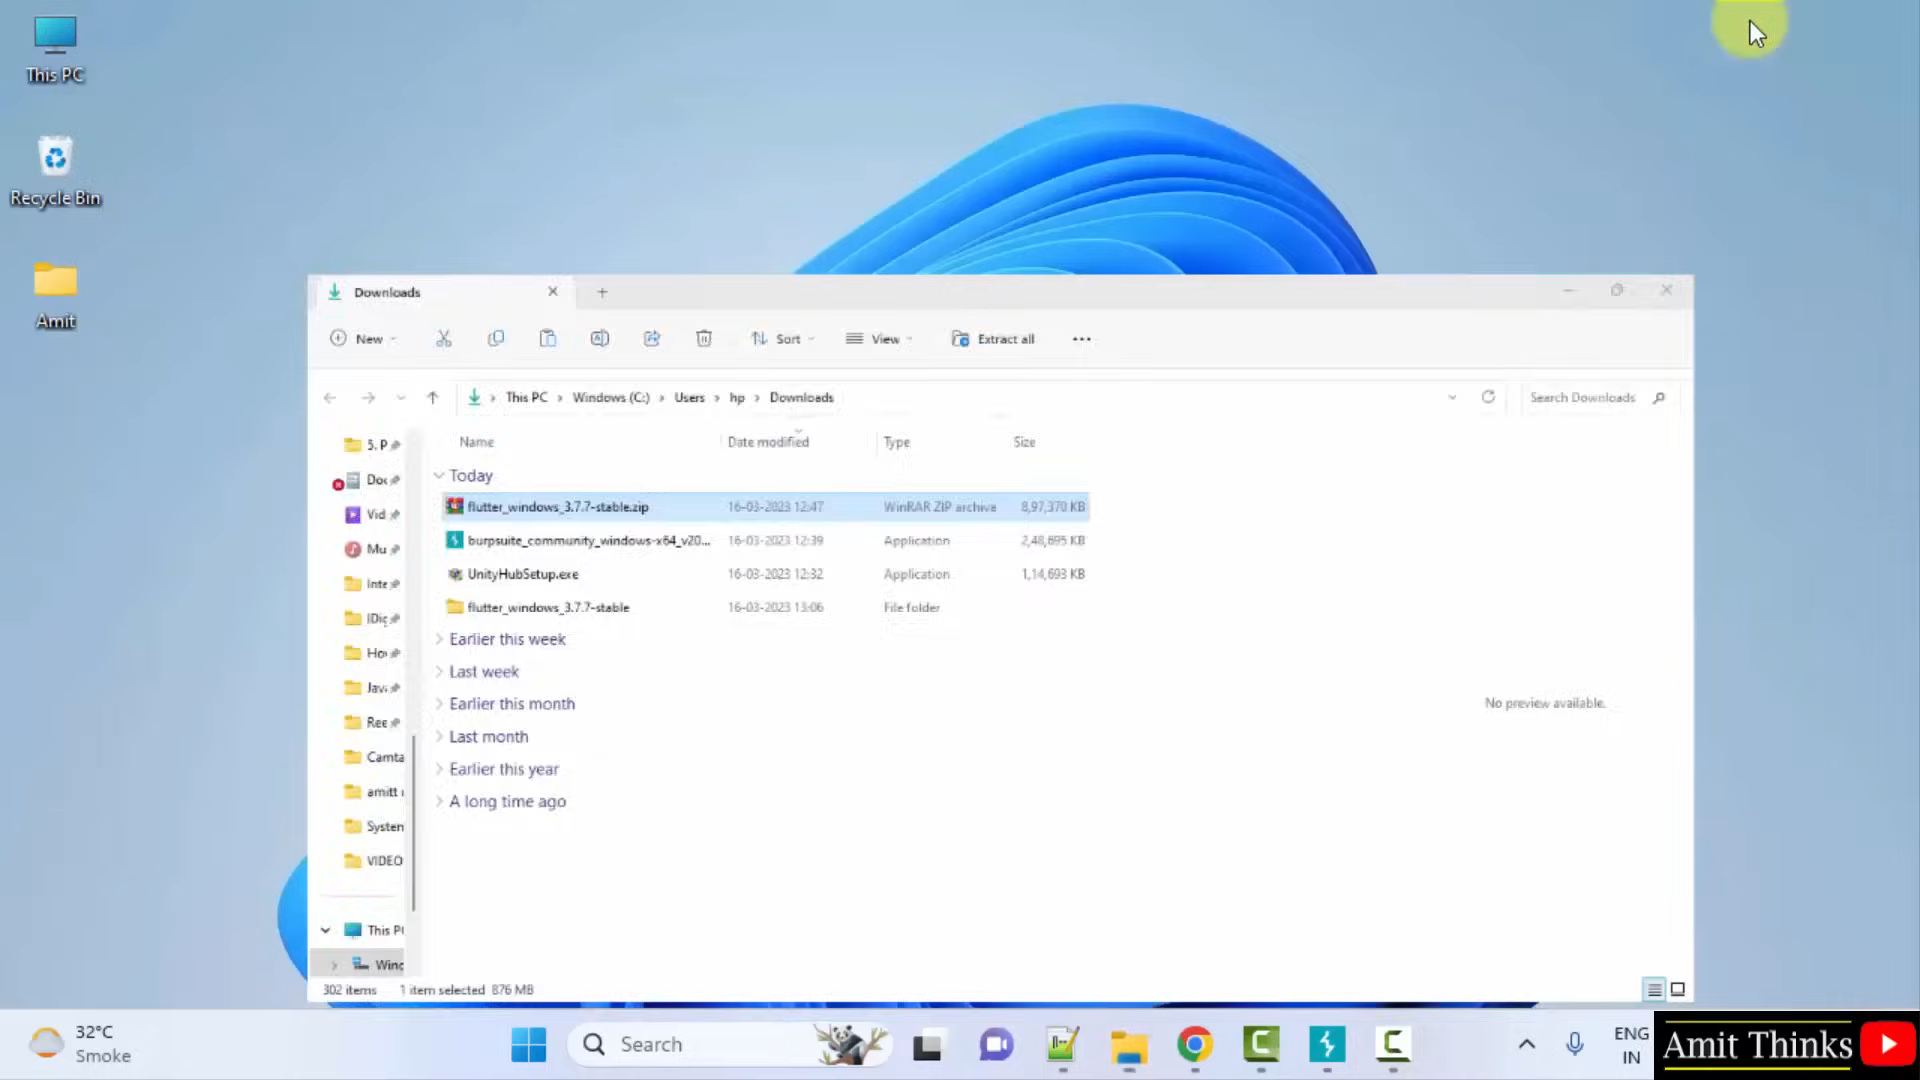 This PC
Recycle Bin
Amit
Downloads
New
Sort
View
Extract all
This PC > Windows (C:) > Users > hp > Downloads
Search Downloads
Name Date modified Type Size
Today
flutter_windows_3.7.7-stable.zip 16-03-2023 12:47 WinRAR ZIP archive 8,97,370 KB
burpsuite_community_windows-x64_v20... 16-03-2023 12:39 Application 2,48,695 KB
UnityHubSetup.exe 16-03-2023 12:32 Application 1,14,693 KB
flutter_windows_3.7.7-stable 16-03-2023 13:06 File folder
Earlier this week
Last week
Earlier this month
Last month
Earlier this year
A long time ago
5. P
Doc
Vid
Mu
Inte
IDig
Ho
Java
Rec
Camta
amitt
System
VIDEO
This PC
Wind
No preview available.
302 items 1 item selected 876 MB
32°C
Smoke
Search
ENG
IN
Amit Thinks